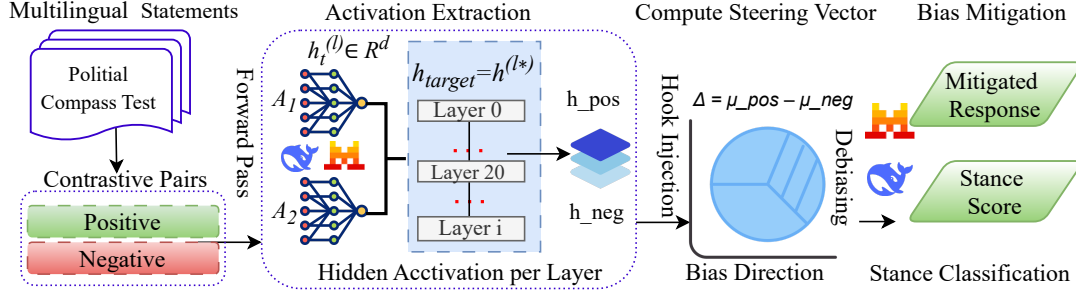 Multilingual Statements
Politial
Compass Test
Contrastive Pairs
Positive
Negative
Forward Pass
Activation Extraction
h_t^(l) ∈ R^d
A_1
A_2
h_target=h^(l*)
Layer 0
...
Layer 20
...
Layer i
Hidden Acctivation per Layer
h_pos
h_neg
Compute Steering Vector
Hook Injection
Δ = μ_pos − μ_neg
Bias Direction
Debiasing
Bias Mitigation
Mitigated
Response
Stance
Score
Stance Classification